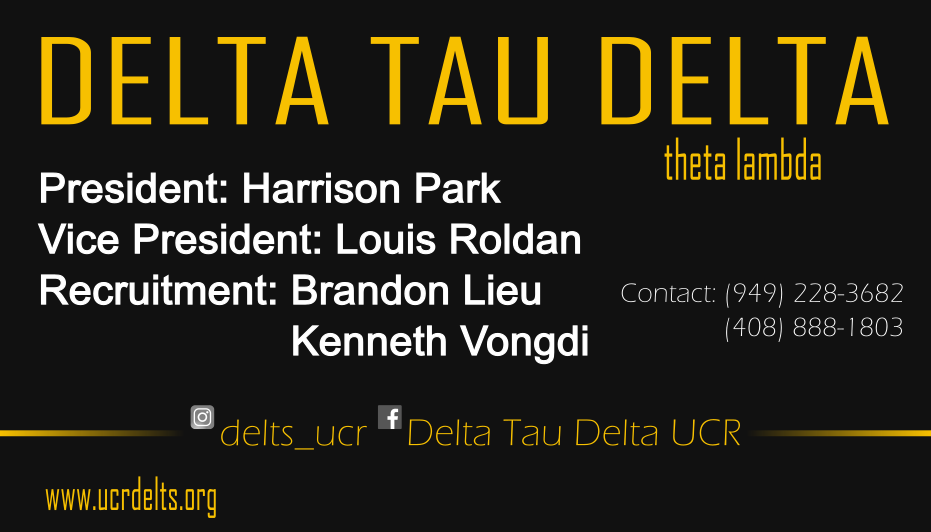 DELTA TAU DELTA
theta lambda
President: Harrison Park
Vice President: Louis Roldan
Recruitment: Brandon Lieu
Kenneth Vongdi
Contact: (949) 228-3682
(408) 888-1803
delts_ucr Delta Tau Delta UCR
www.ucrdelts.org